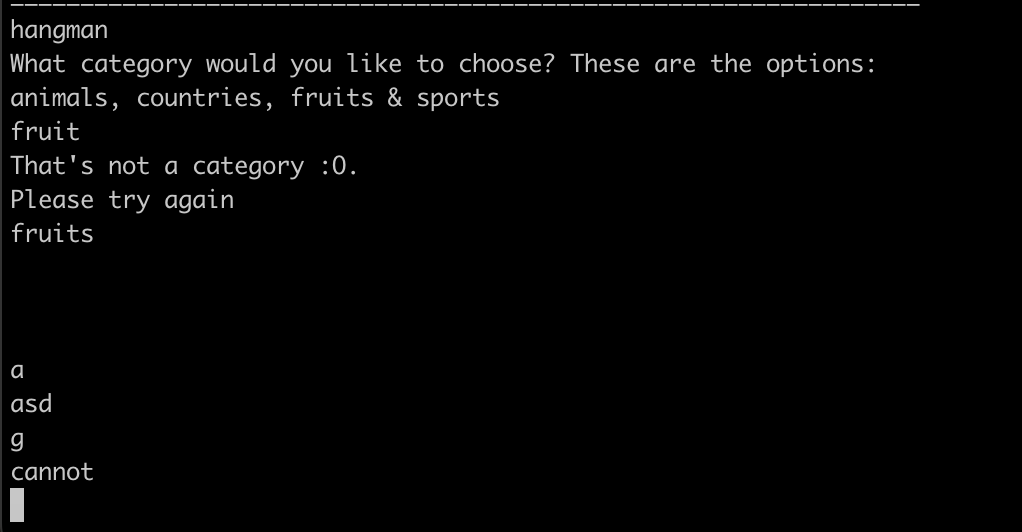 hangman
What category would you like to choose? These are the options:
animals, countries, fruits & sports
fruit
That's not a category :O.
Please try again
fruits
a
asd
g
cannot